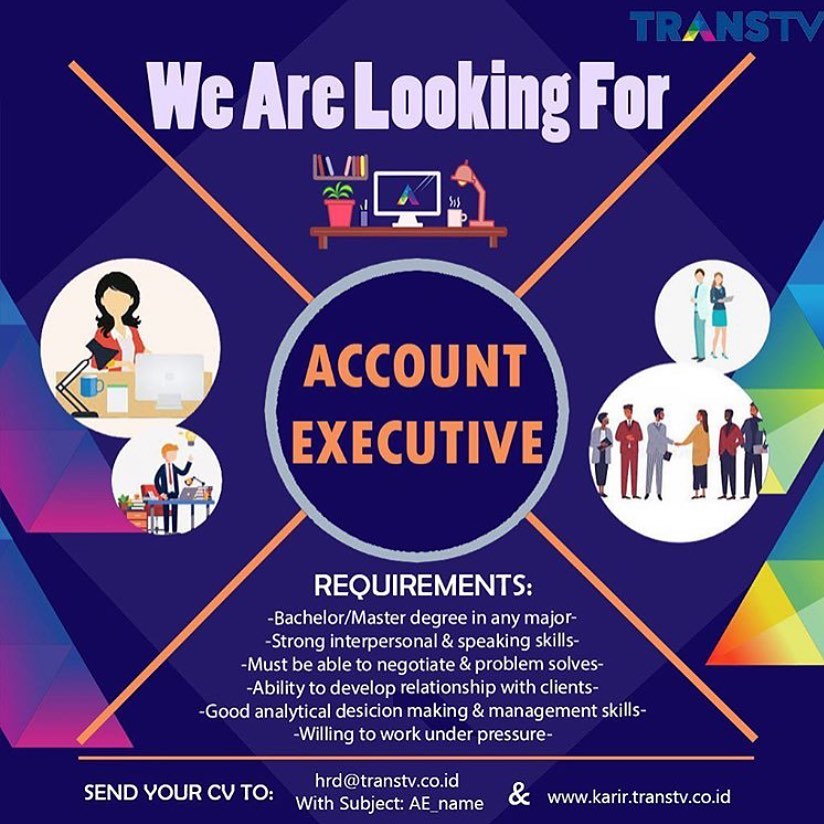 TRANSTV
We Are Looking For
ACCOUNT
EXECUTIVE
REQUIREMENTS:
-Bachelor/Master degree in any major-
-Strong interpersonal & speaking skills-
-Must be able to negotiate & problem solves-
-Ability to develop relationship with clients-
-Good analytical desicion making & management skills-
-Willing to work under pressure-
SEND YOUR CV TO:
hrd@transtv.co.id
With Subject: AE_name
&
www.karir.transtv.co.id